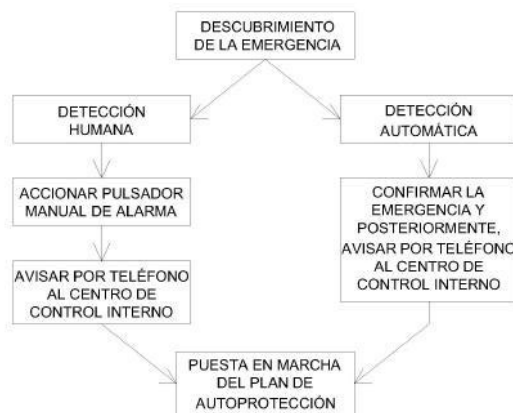 DESCUBRIMIENTO
DE LA EMERGENCIA
DETECCIÓN
HUMANA
DETECCIÓN
AUTOMÁTICA
ACCIONAR PULSADOR
MANUAL DE ALARMA
CONFIRMAR LA
EMERGENCIA Y
POSTERIORMENTE,
AVISAR POR TELÉFONO
AL CENTRO DE
CONTROL INTERNO
AVISAR POR TELÉFONO
AL CENTRO DE
CONTROL INTERNO
PUESTA EN MARCHA
DEL PLAN DE
AUTOPROTECCIÓN